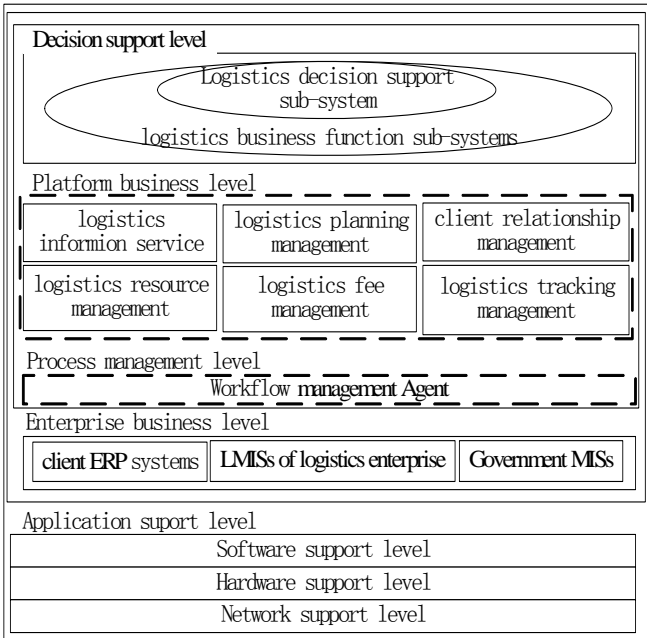 Decision support level
Logistics decision support
sub-system
logistics business function sub-systems
Platform business level
logistics
informion service
logistics planning
management
client relationship
management
logistics resource
management
logistics fee
management
logistics tracking
management
Process management level
Workflow management Agent
Enterprise business level
client ERP systems
LMISs of logistics enterprise
Government MISs
Application suport level
Software support level
Hardware support level
Network support level